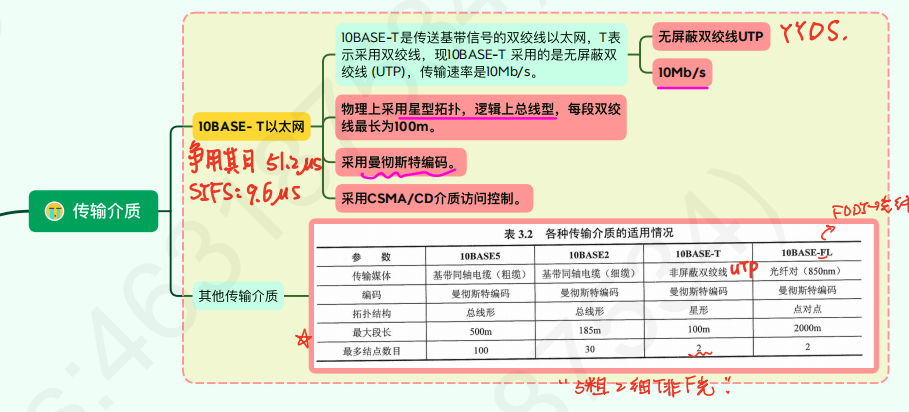 10BASE-T是传送基带信号的双绞线以太网，T表
示采用双绞线，现10BASE-T 采用的是无屏蔽双
绞线 (UTP)，传输速率是10Mb/s。
无屏蔽双绞线UTP
YYDS.
10Mb/s
10BASE- T以太网
物理上采用星型拓扑，逻辑上总线型，每段双绞
线最长为100m。
争用期 51.2μs
SIFS: 9.6μs
采用曼彻斯特编码。
采用CSMA/CD介质访问控制。
传输介质
其他传输介质
FDDI→光纤
表 3.2 各种传输介质的适用情况
参 数 10BASE5 10BASE2 10BASE-T 10BASE-FL
传输媒体 基带同轴电缆（粗缆） 基带同轴电缆（细缆） 非屏蔽双绞线 UTP 光纤对（850nm）
编码 曼彻斯特编码 曼彻斯特编码 曼彻斯特编码 曼彻斯特编码
拓扑结构 总线形 总线形 星形 点对点
最大段长 500m 185m 100m 2000m
最多结点数目 100 30 2 2
"5粗2细T非F光"